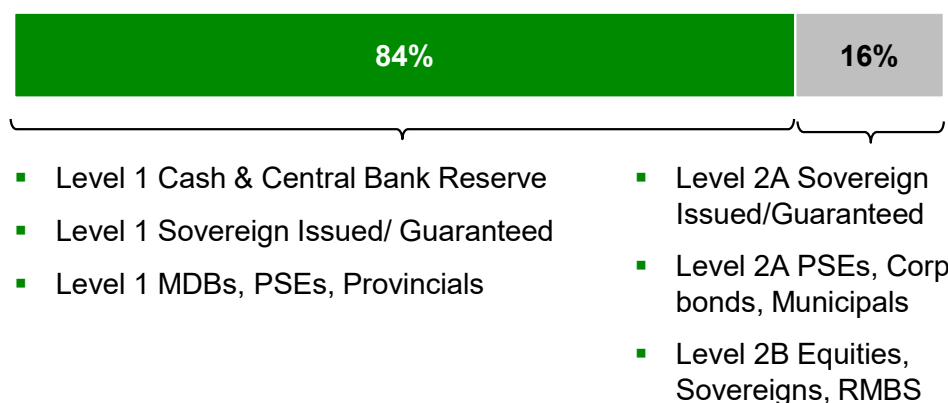 84%
16%
Level 1 Cash & Central Bank Reserve
Level 1 Sovereign Issued/ Guaranteed
Level 1 MDBs, PSEs, Provincials
Level 2A Sovereign
Issued/Guaranteed
Level 2A PSEs, Corp
bonds, Municipals
Level 2B Equities,
Sovereigns, RMBS